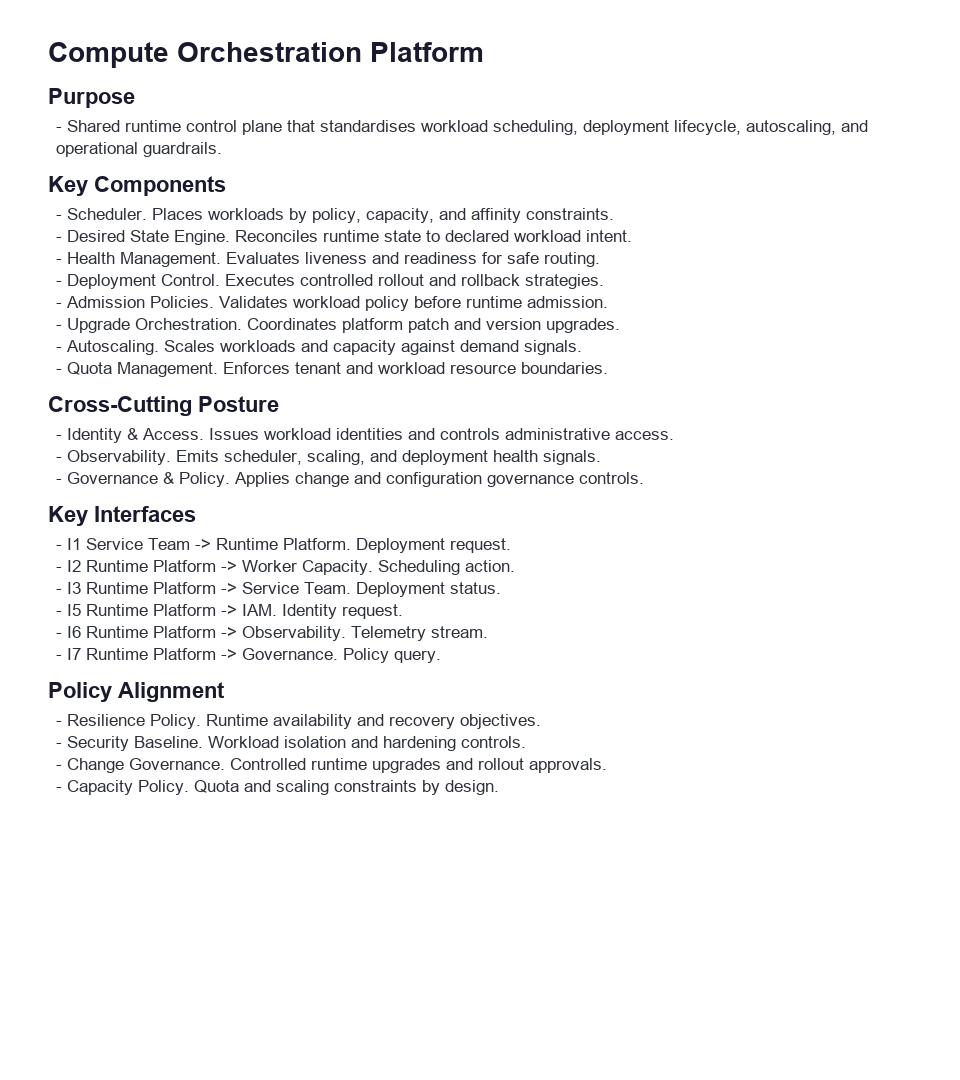 Compute Orchestration Platform
Purpose
- Shared runtime control plane that standardises workload scheduling, deployment lifecycle, autoscaling, and
operational guardrails.
Key Components
- Scheduler. Places workloads by policy, capacity, and affinity constraints.
- Desired State Engine. Reconciles runtime state to declared workload intent.
- Health Management. Evaluates liveness and readiness for safe routing.
- Deployment Control. Executes controlled rollout and rollback strategies.
- Admission Policies. Validates workload policy before runtime admission.
- Upgrade Orchestration. Coordinates platform patch and version upgrades.
- Autoscaling. Scales workloads and capacity against demand signals.
- Quota Management. Enforces tenant and workload resource boundaries.
Cross-Cutting Posture
- Identity & Access. Issues workload identities and controls administrative access.
- Observability. Emits scheduler, scaling, and deployment health signals.
- Governance & Policy. Applies change and configuration governance controls.
Key Interfaces
- I1 Service Team -> Runtime Platform. Deployment request.
- I2 Runtime Platform -> Worker Capacity. Scheduling action.
- I3 Runtime Platform -> Service Team. Deployment status.
- I5 Runtime Platform -> IAM. Identity request.
- I6 Runtime Platform -> Observability. Telemetry stream.
- I7 Runtime Platform -> Governance. Policy query.
Policy Alignment
- Resilience Policy. Runtime availability and recovery objectives.
- Security Baseline. Workload isolation and hardening controls.
- Change Governance. Controlled runtime upgrades and rollout approvals.
- Capacity Policy. Quota and scaling constraints by design.